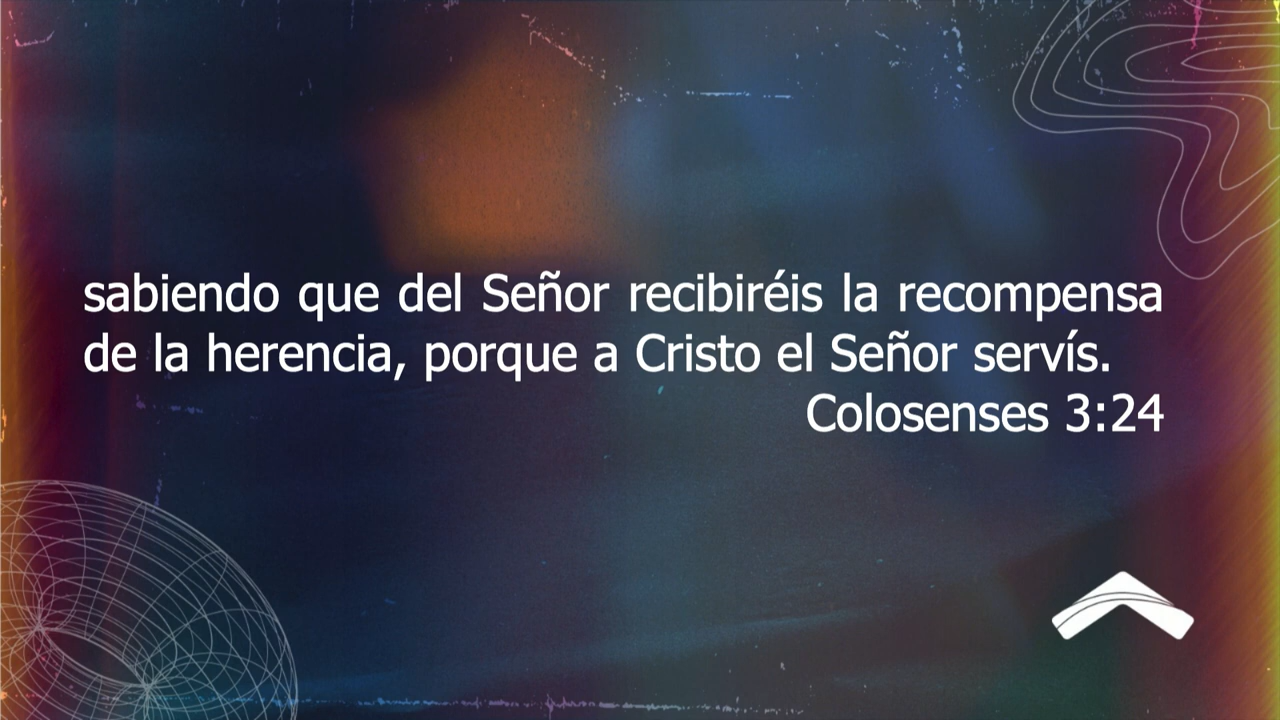 sabiendo que del Señor recibiréis la recompensa
de la herencia, porque a Cristo el Señor servís.
Colosenses 3:24